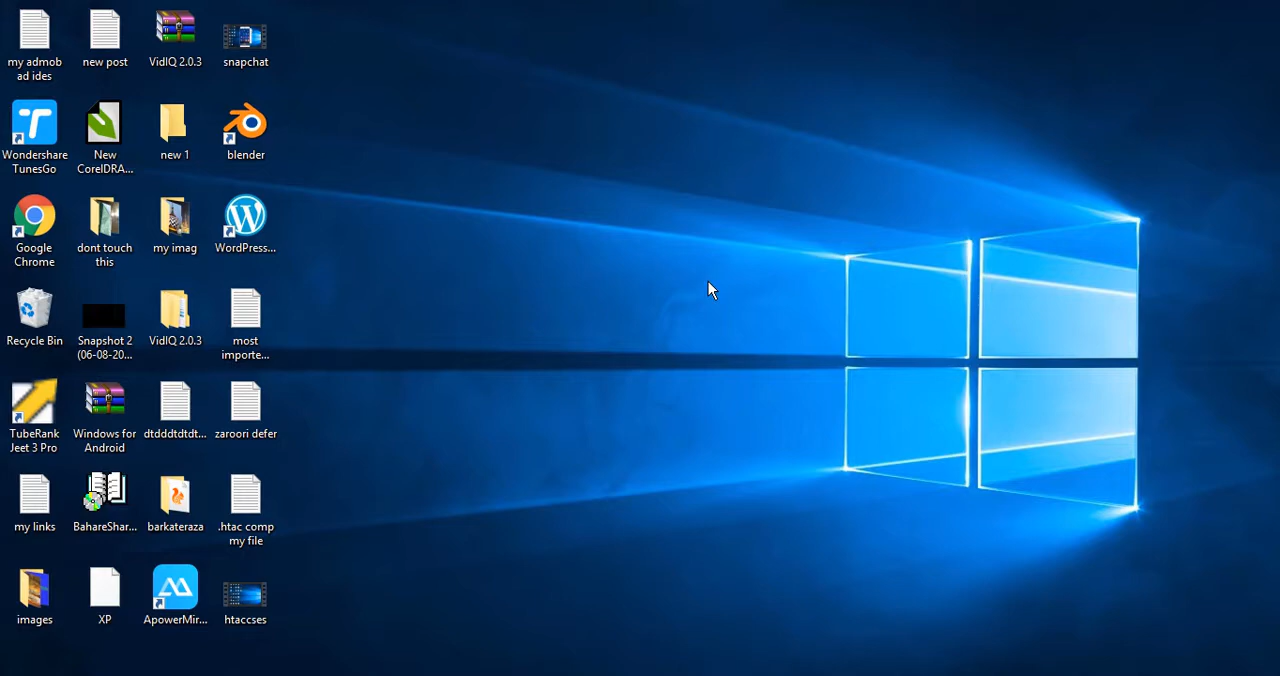 my admob
ad ides
new post
VidIQ 2.0.3
snapchat
Wondershare
TunesGo
New
CorelDRA...
new 1
blender
Google
Chrome
dont touch
this
my imag
WordPress...
Recycle Bin
Snapshot 2
(06-08-20...
VidIQ 2.0.3
most
importe...
TubeRank
Jeet 3 Pro
Windows for
Android
dtdddtdtdt...
zaroori defer
my links
BahareShar...
barkateraza
.htac comp
my file
images
XP
ApowerMir...
htaccses